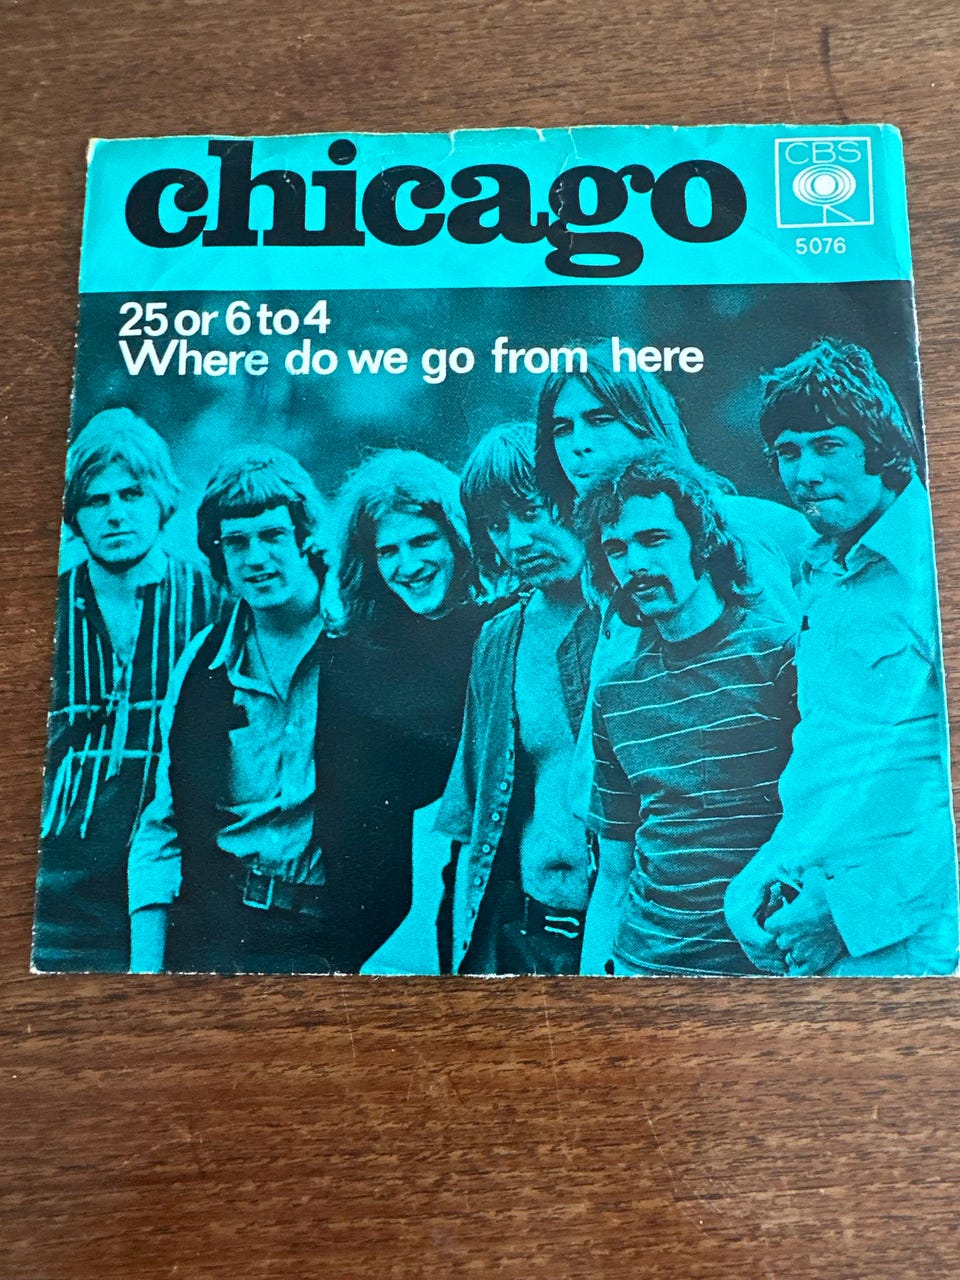 chicago
CBS
5076
25 or 6 to 4
Where do we go from here